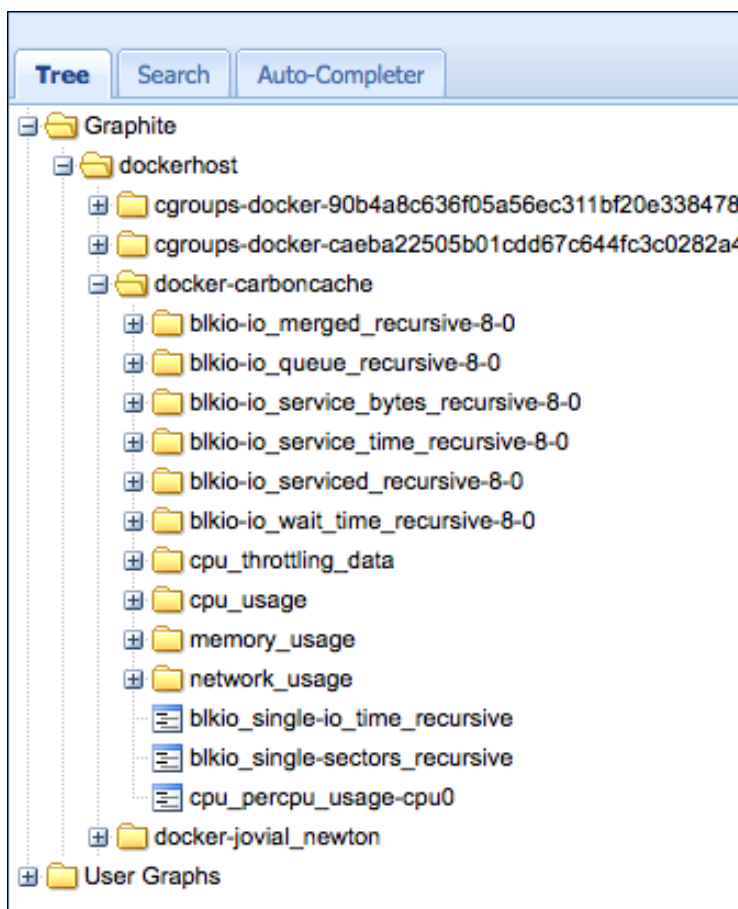 Tree Search Auto-Completer
Graphite
dockerhost
cgroups-docker-90b4a8c636f05a56ec311bf20e338478
cgroups-docker-caeba22505b01cdd67c644fc3c0282a4
docker-carboncache
blkio-io_merged_recursive-8-0
blkio-io_queue_recursive-8-0
blkio-io_service_bytes_recursive-8-0
blkio-io_service_time_recursive-8-0
blkio-io_serviced_recursive-8-0
blkio-io_wait_time_recursive-8-0
cpu_throttling_data
cpu_usage
memory_usage
network_usage
blkio_single-io_time_recursive
blkio_single-sectors_recursive
cpu_percpu_usage-cpu0
docker-jovial_newton
User Graphs